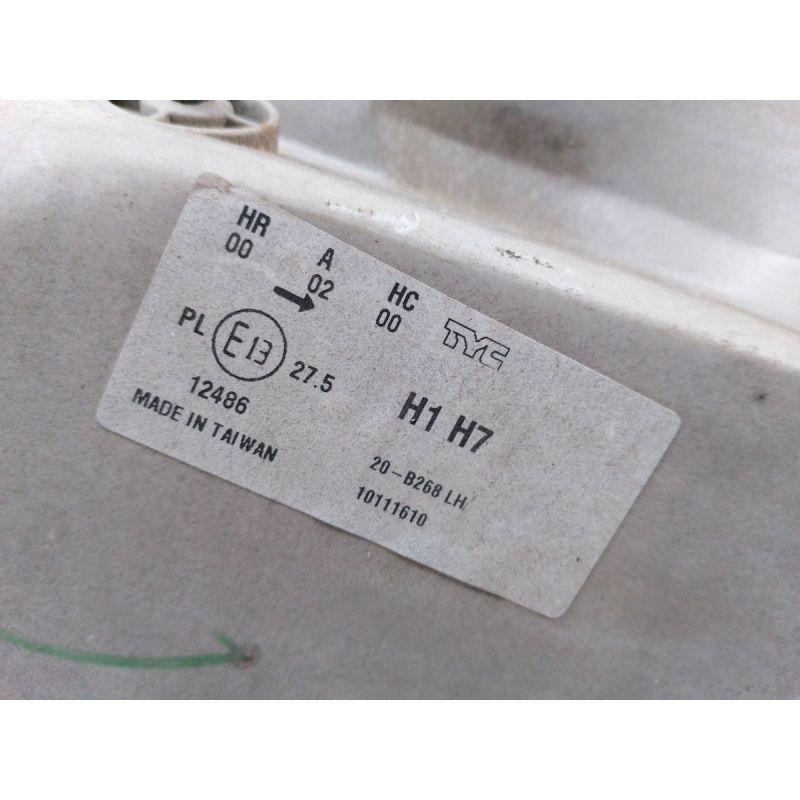 HR A HC
00 02 00 TYC
PL E13 27.5
12486 H1 H7
MADE IN TAIWAN
20-B268 LH
10111610